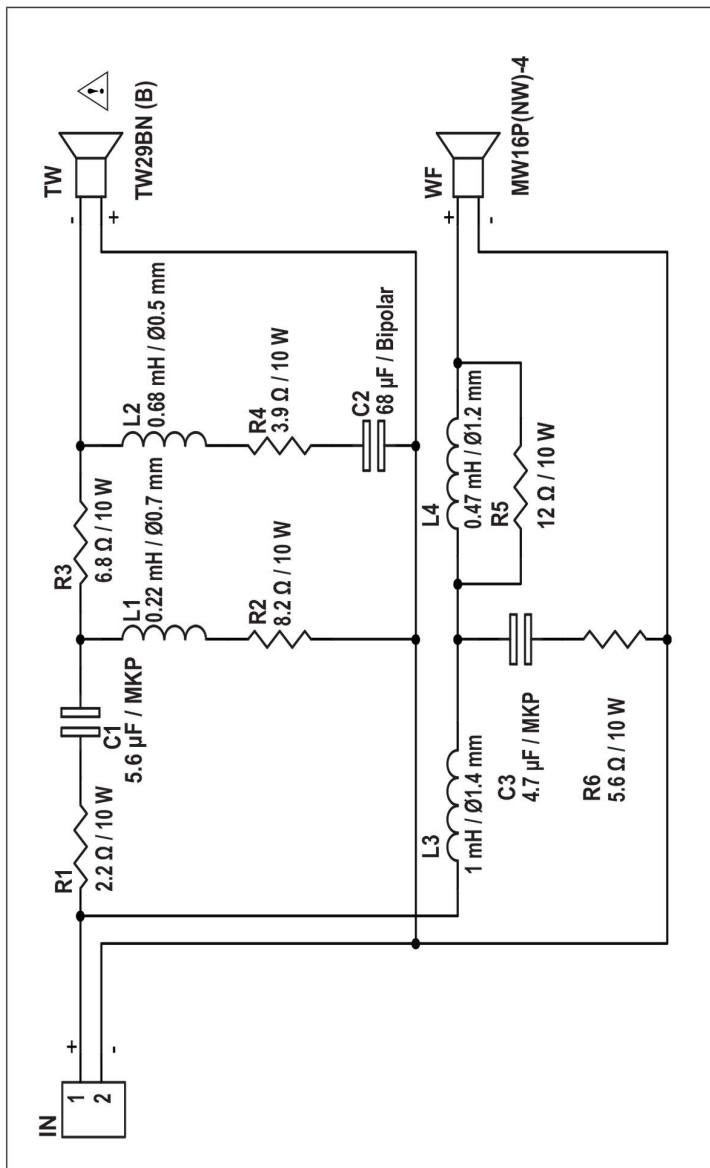 IN
1
2
+
-
R1
2.2 Ω / 10 W
C1
5.6 µF / MKP
R3
6.8 Ω / 10 W
L1
0.22 mH / Ø0.7 mm
R2
8.2 Ω / 10 W
L2
0.68 mH / Ø0.5 mm
R4
3.9 Ω / 10 W
C2
68 µF / Bipolar
TW
-
+
TW29BN (B)
!
L3
1 mH / Ø1.4 mm
C3
4.7 µF / MKP
R6
5.6 Ω / 10 W
L4
0.47 mH / Ø1.2 mm
R5
12 Ω / 10 W
WF
+
-
MW16P(NW)-4